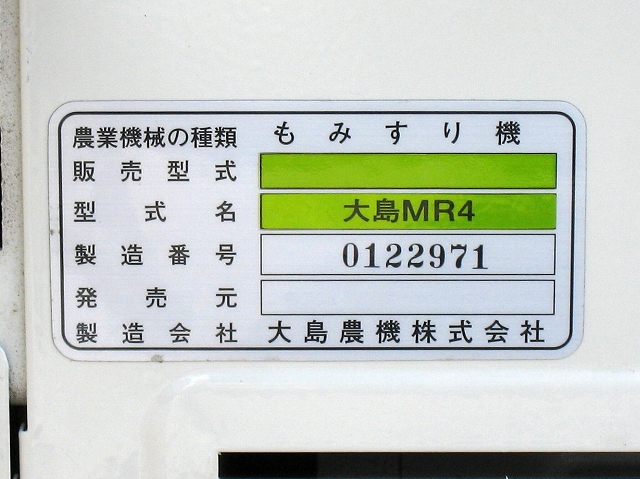 農業機械の種類 もみすり機
販売型式
型式名 大島MR4
製造番号 0122971
発売元
製造会社 大島農機株式会社